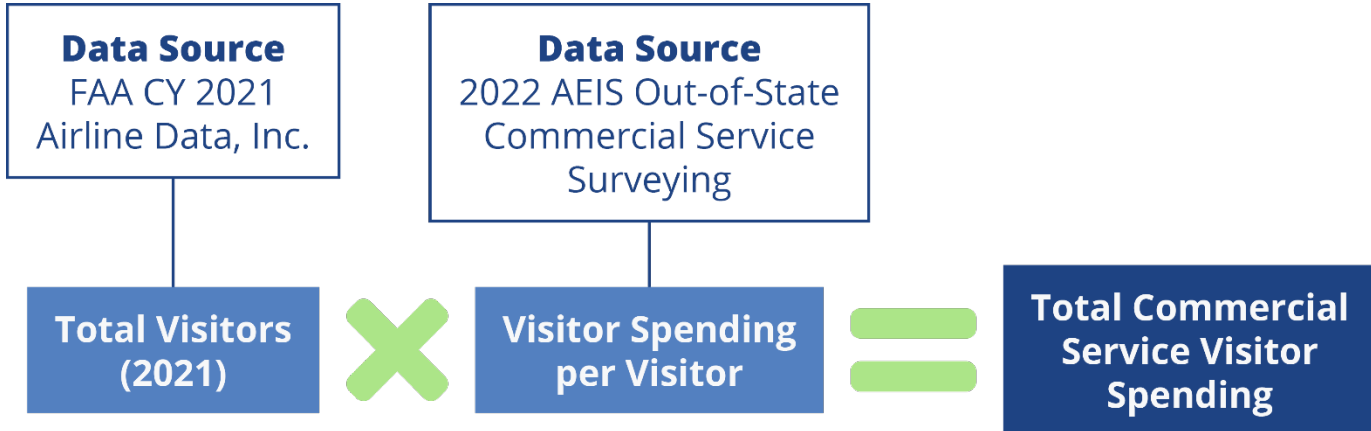 Data Source
FAA CY 2021
Airline Data, Inc.
Data Source
2022 AEIS Out-of-State
Commercial Service
Surveying
Total Visitors
(2021)
Visitor Spending
per Visitor
Total Commercial
Service Visitor
Spending